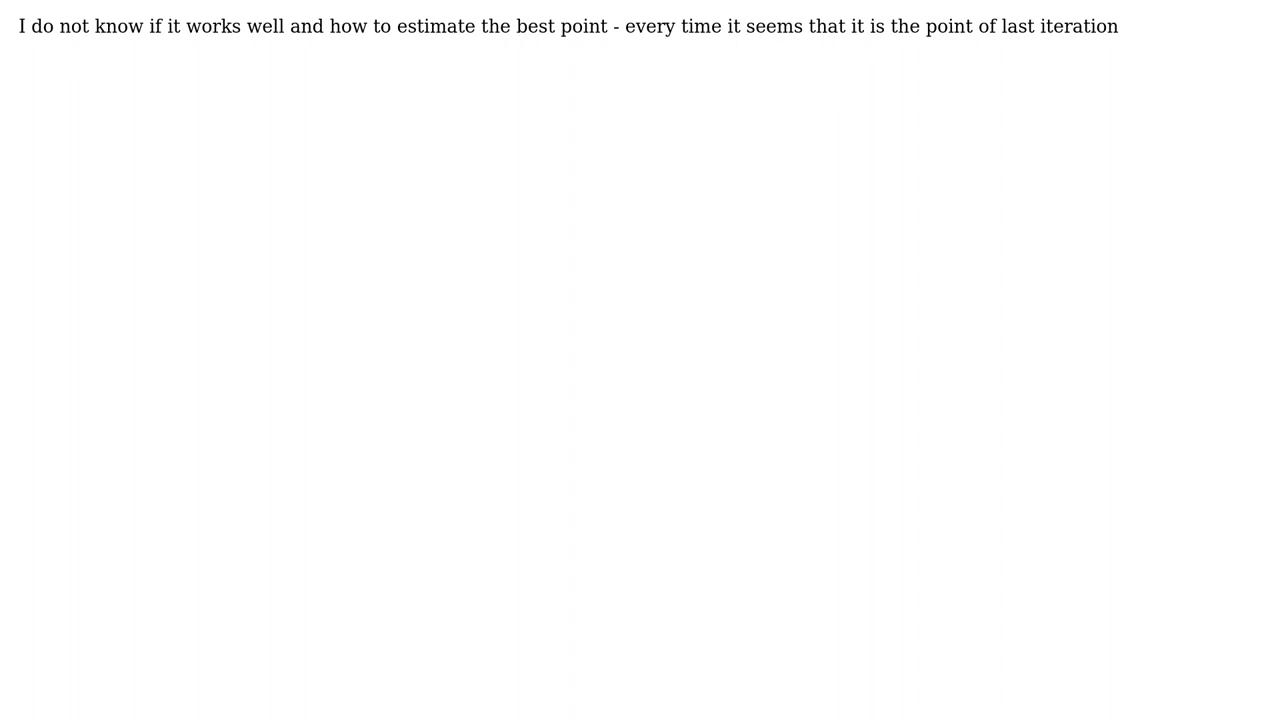 I do not know if it works well and how to estimate the best point - every time it seems that it is the point of last iteration